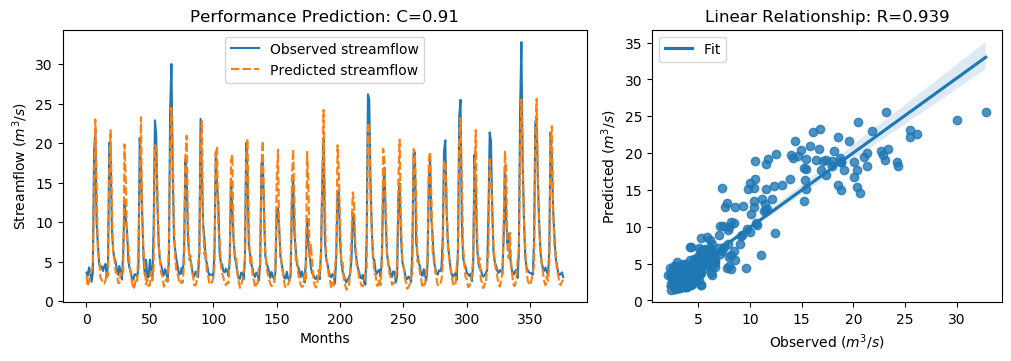 Performance Prediction: C=0.91
Observed streamflow
Predicted streamflow
Streamflow (m³/s)
30
25
20
15
10
5
0
0 50 100 150 200 250 300 350
Months
Linear Relationship: R=0.939
Fit
Predicted (m³/s)
35
30
25
20
15
10
5
0
5 10 15 20 25 30
Observed (m³/s)